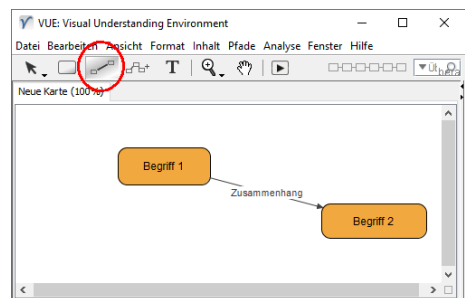 VUE: Visual Understanding Environment
Datei Bearbeiten Ansicht Format Inhalt Pfade Analyse Fenster Hilfe
T
Neue Karte (100%)
Begriff 1
Zusammenhang
Begriff 2